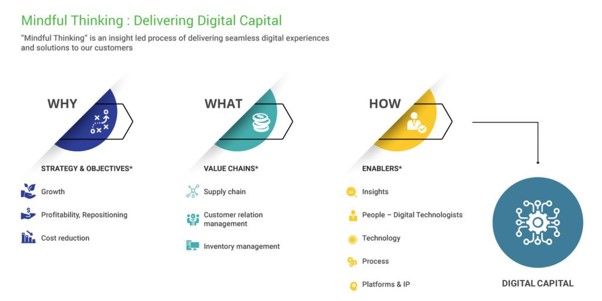 Mindful Thinking : Delivering Digital Capital
“Mindful Thinking” is an insight led process of delivering seamless digital experiences
and solutions to our customers
WHY
WHAT
HOW
STRATEGY & OBJECTIVES*
Growth
Profitability, Repositioning
Cost reduction
VALUE CHAINS*
Supply chain
Customer relation
management
Inventory management
ENABLERS*
Insights
People – Digital Technologists
Technology
Process
Platforms & IP
DIGITAL CAPITAL